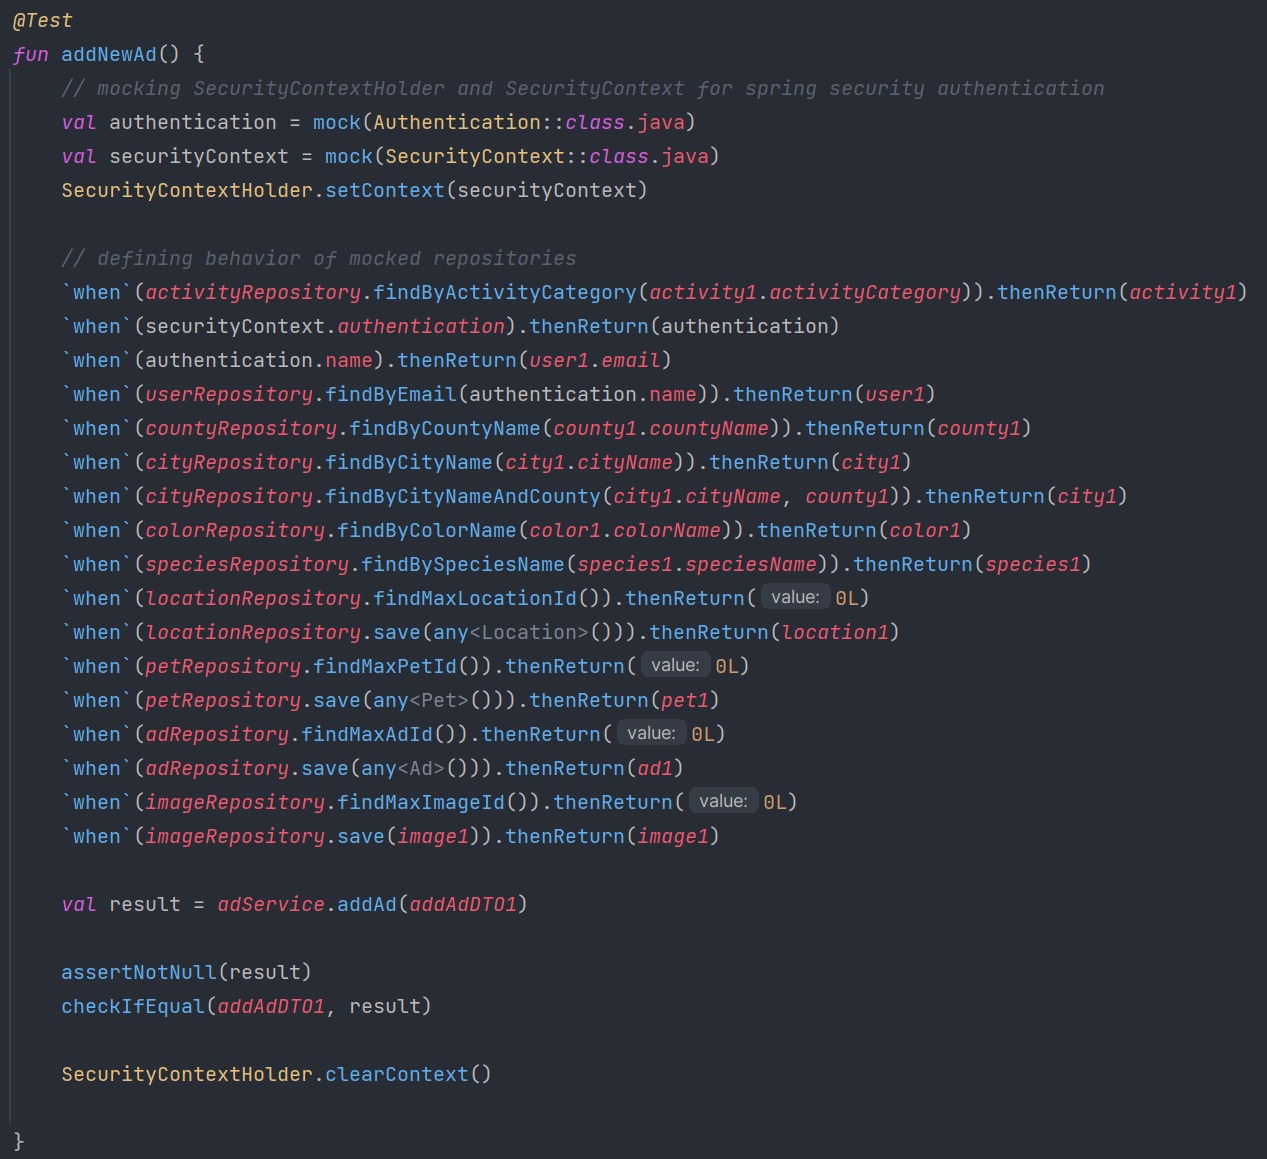 @Test
fun addNewAd() {
// mocking SecurityContextHolder and SecurityContext for spring security authentication
val authentication = mock(Authentication::class.java)
val securityContext = mock(SecurityContext::class.java)
SecurityContextHolder.setContext(securityContext)
// defining behavior of mocked repositories
`when`(activityRepository.findByActivityCategory(activity1.activityCategory)).thenReturn(activity1)
`when`(securityContext.authentication).thenReturn(authentication)
`when`(authentication.name).thenReturn(user1.email)
`when`(userRepository.findByEmail(authentication.name)).thenReturn(user1)
`when`(countyRepository.findByCountyName(county1.countyName)).thenReturn(county1)
`when`(cityRepository.findByCityName(city1.cityName)).thenReturn(city1)
`when`(cityRepository.findByCityNameAndCounty(city1.cityName, county1)).thenReturn(city1)
`when`(colorRepository.findByColorName(color1.colorName)).thenReturn(color1)
`when`(speciesRepository.findBySpeciesName(species1.speciesName)).thenReturn(species1)
`when`(locationRepository.findMaxLocationId()).thenReturn( value: 0L)
`when`(locationRepository.save(any<Location>())).thenReturn(location1)
`when`(petRepository.findMaxPetId()).thenReturn( value: 0L)
`when`(petRepository.save(any<Pet>())).thenReturn(pet1)
`when`(adRepository.findMaxAdId()).thenReturn( value: 0L)
`when`(adRepository.save(any<Ad>())).thenReturn(ad1)
`when`(imageRepository.findMaxImageId()).thenReturn( value: 0L)
`when`(imageRepository.save(image1)).thenReturn(image1)
val result = adService.addAd(addAdDTO1)
assertNotNull(result)
checkIfEqual(addAdDTO1, result)
SecurityContextHolder.clearContext()
}